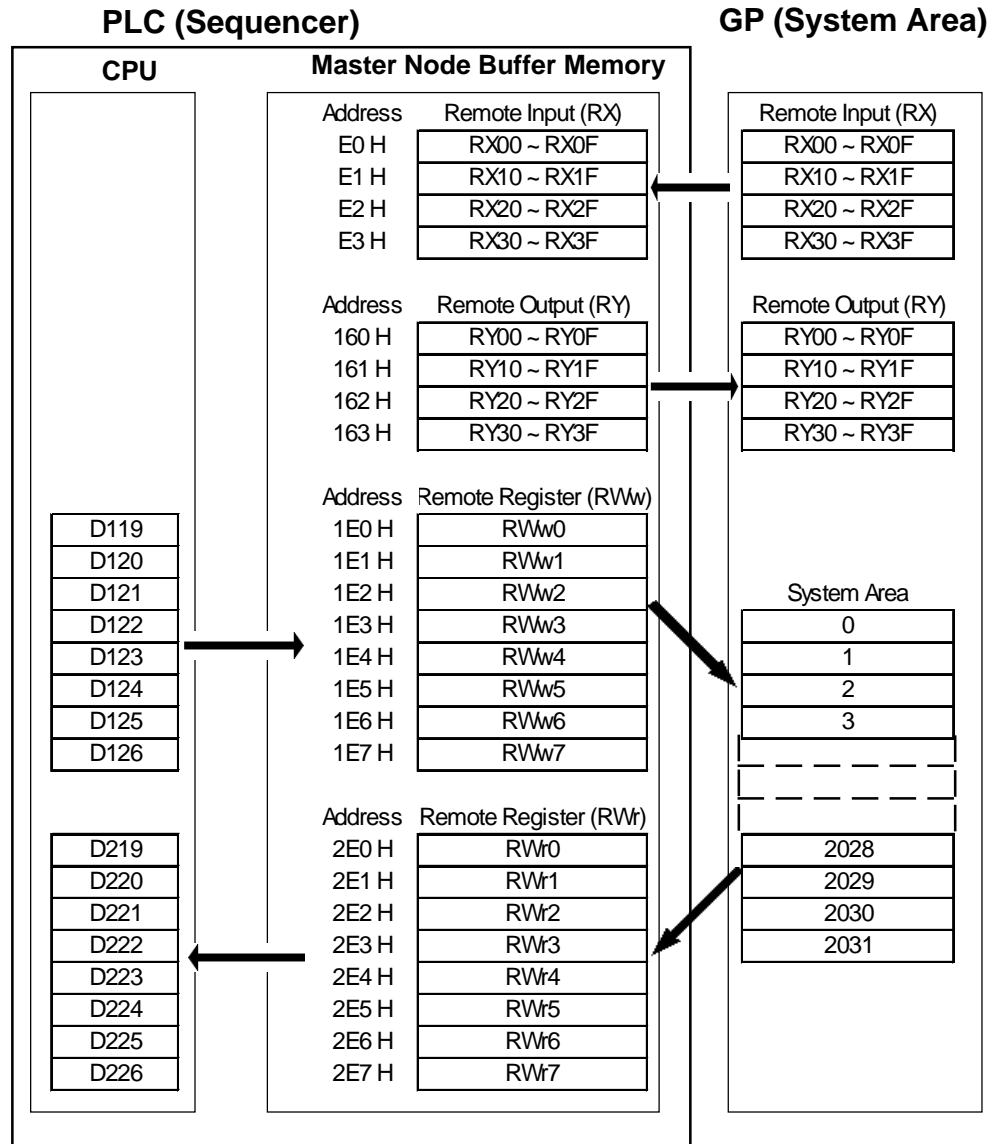 PLC (Sequencer) GP (System Area)
CPU Master Node Buffer Memory
Address Remote Input (RX) Remote Input (RX)
E0 H RX00 ~ RX0F RX00 ~ RX0F
E1 H RX10 ~ RX1F RX10 ~ RX1F
E2 H RX20 ~ RX2F RX20 ~ RX2F
E3 H RX30 ~ RX3F RX30 ~ RX3F
Address Remote Output (RY) Remote Output (RY)
160 H RY00 ~ RY0F RY00 ~ RY0F
161 H RY10 ~ RY1F RY10 ~ RY1F
162 H RY20 ~ RY2F RY20 ~ RY2F
163 H RY30 ~ RY3F RY30 ~ RY3F
Address Remote Register (RWw)
D119 1E0 H RWw0
D120 1E1 H RWw1
D121 1E2 H RWw2 System Area
D122 1E3 H RWw3 0
D123 1E4 H RWw4 1
D124 1E5 H RWw5 2
D125 1E6 H RWw6 3
D126 1E7 H RWw7
Address Remote Register (RWr)
D219 2E0 H RWr0 2028
D220 2E1 H RWr1 2029
D221 2E2 H RWr2 2030
D222 2E3 H RWr3 2031
D223 2E4 H RWr4
D224 2E5 H RWr5
D225 2E6 H RWr6
D226 2E7 H RWr7